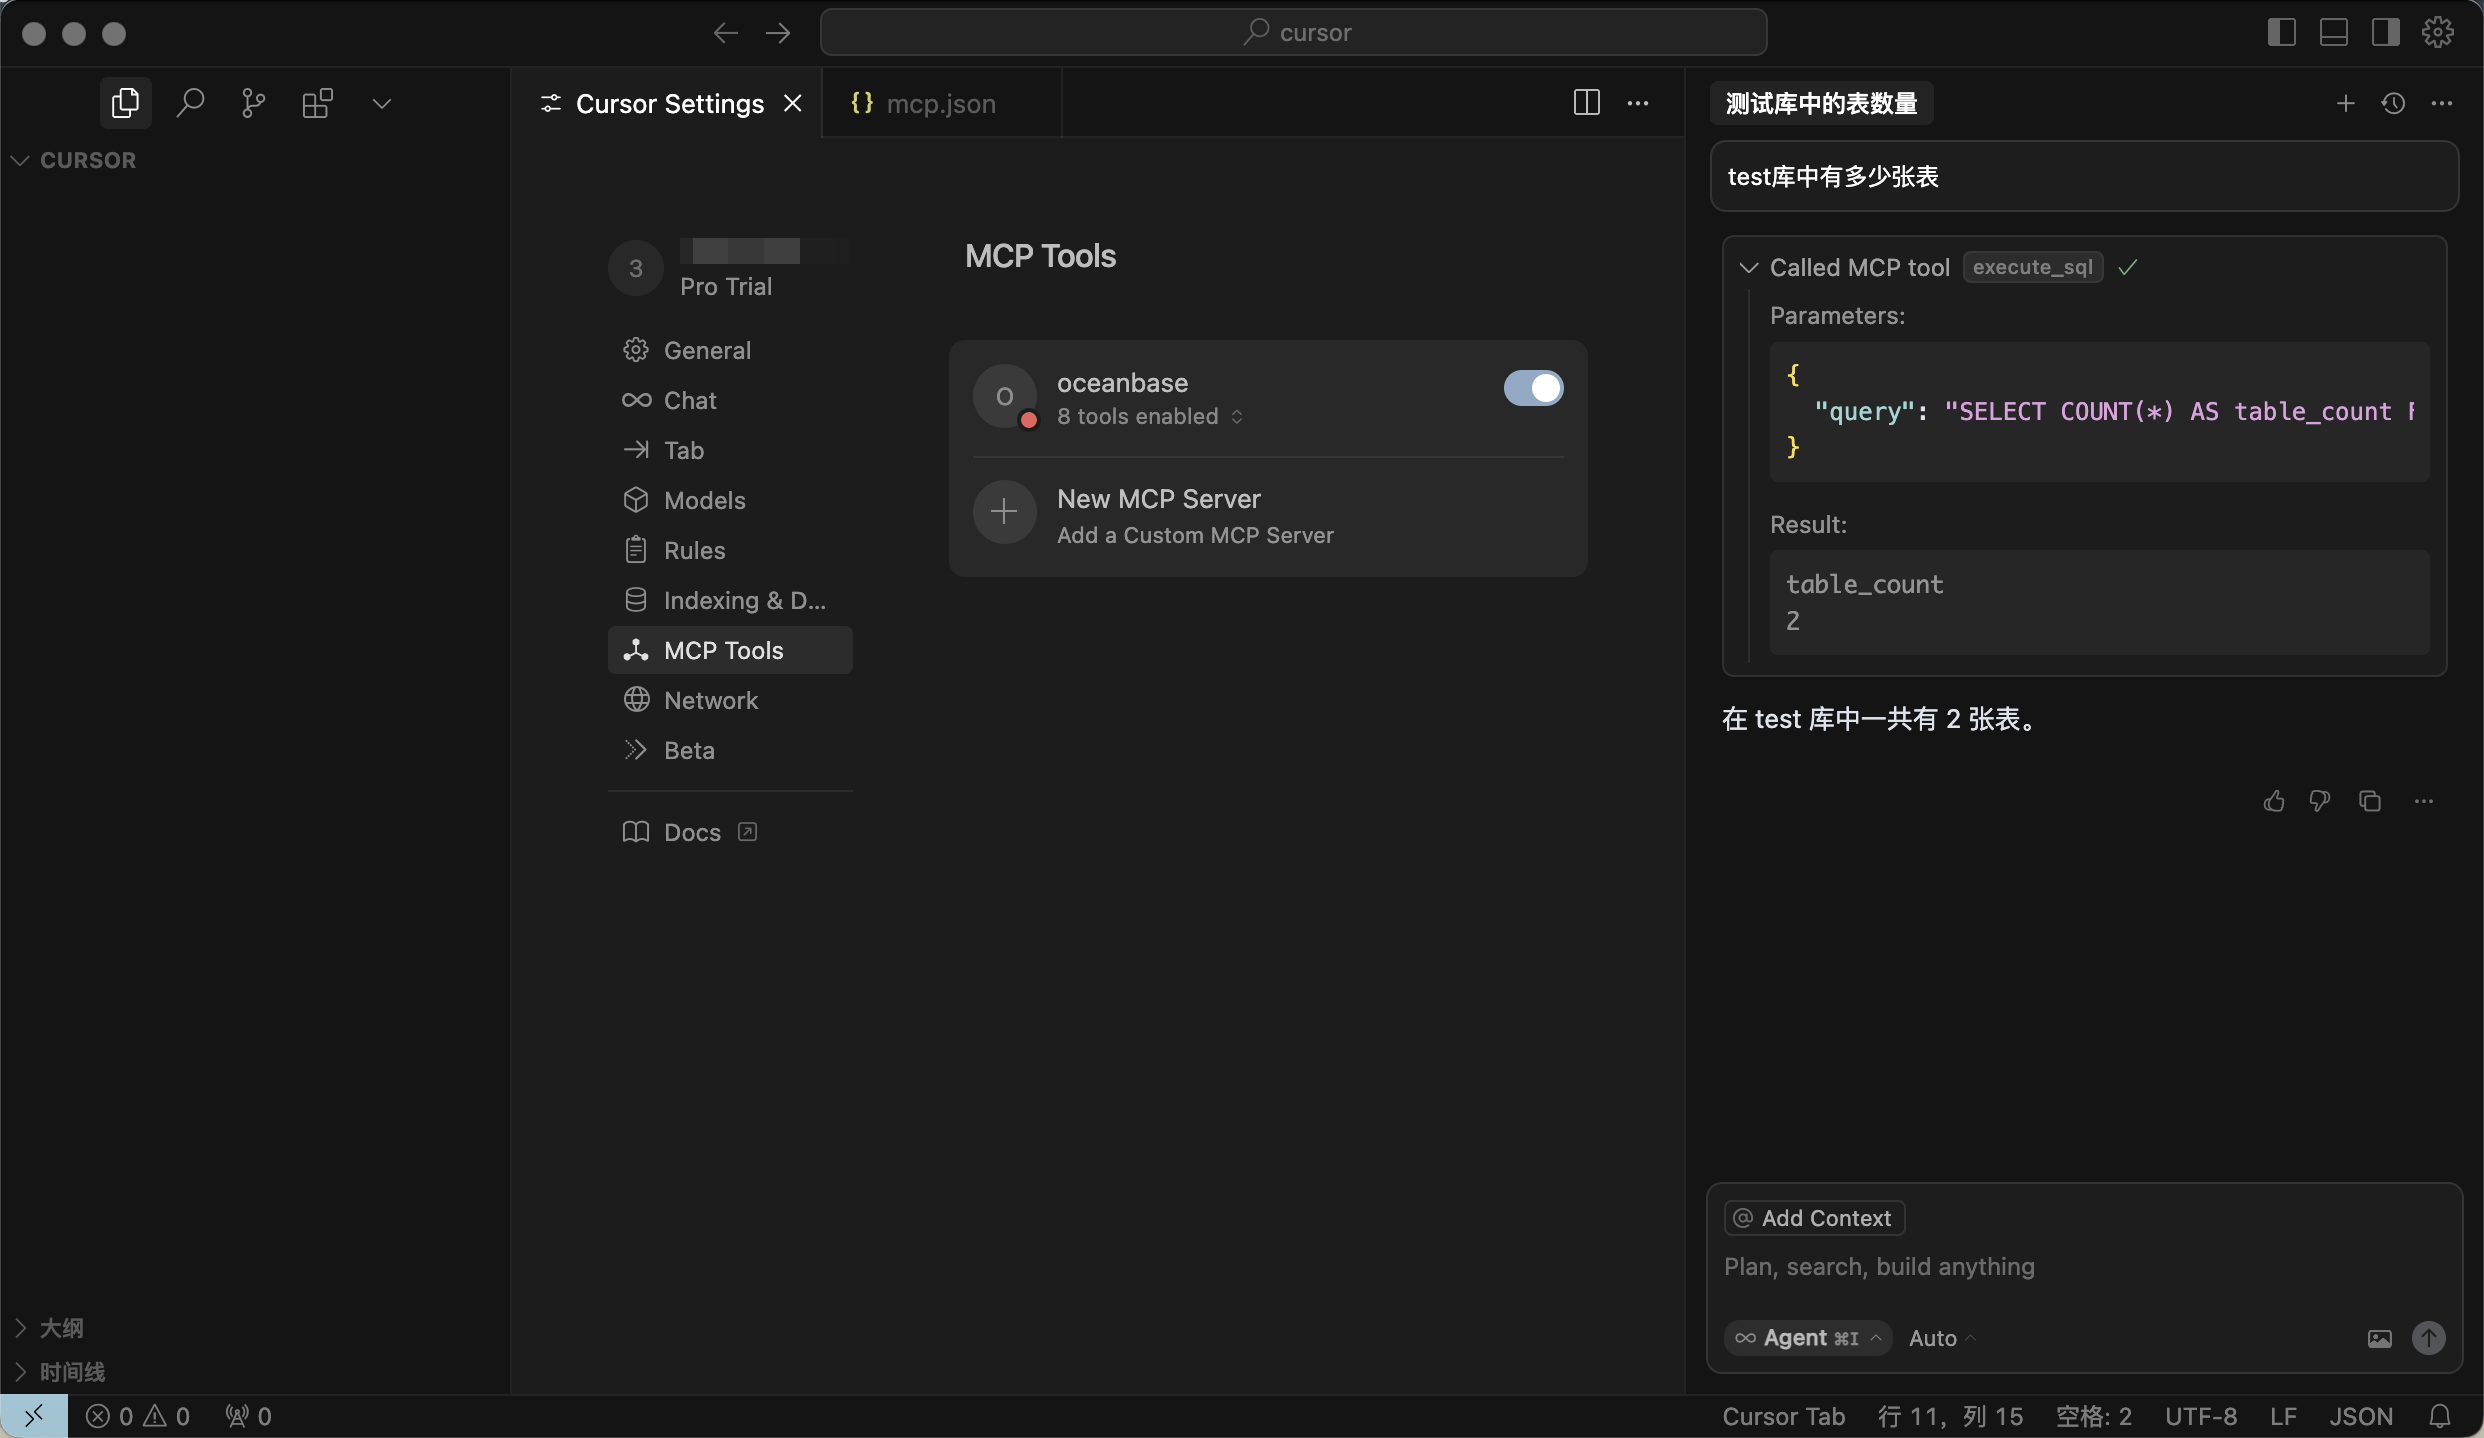 cursor
CURSOR
Cursor Settings
{} mcp.json
3
Pro Trial
General
Chat
Tab
Models
Rules
Indexing & D...
MCP Tools
Network
Beta
Docs
MCP Tools
O
oceanbase
8 tools enabled
New MCP Server
Add a Custom MCP Server
测试库中的表数量
test库中有多少张表
Called MCP tool execute_sql
Parameters:
{
"query": "SELECT COUNT(*) AS table_count F
}
Result:
table_count
2
在 test 库中一共有 2 张表。
@ Add Context
Plan, search, build anything
Agent ⌘I Auto
大纲
时间线
0 0 0
Cursor Tab 行 11，列 15 空格: 2 UTF-8 LF JSON